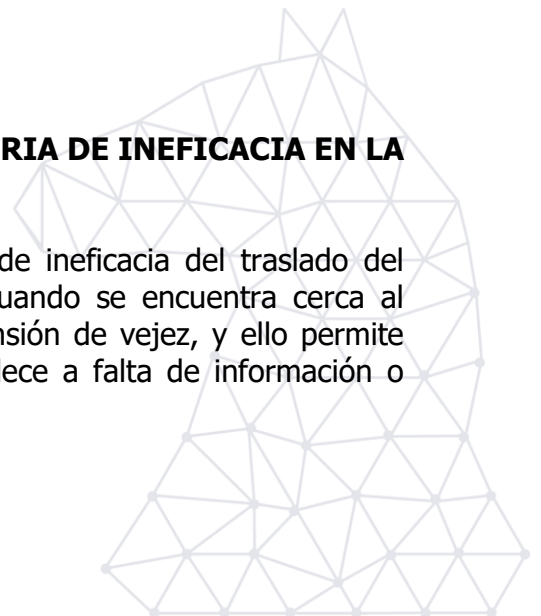 RIA DE INEFICACIA EN LA
de ineficacia del traslado del
uando se encuentra cerca al
nsión de vejez, y ello permite
lece a falta de información o